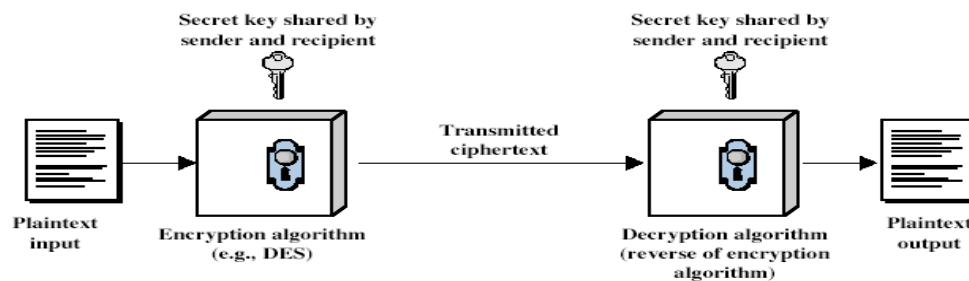 Secret key shared by
sender and recipient
Secret key shared by
sender and recipient
Transmitted
ciphertext
Plaintext
input
Encryption algorithm
(e.g., DES)
Decryption algorithm
(reverse of encryption
algorithm)
Plaintext
output